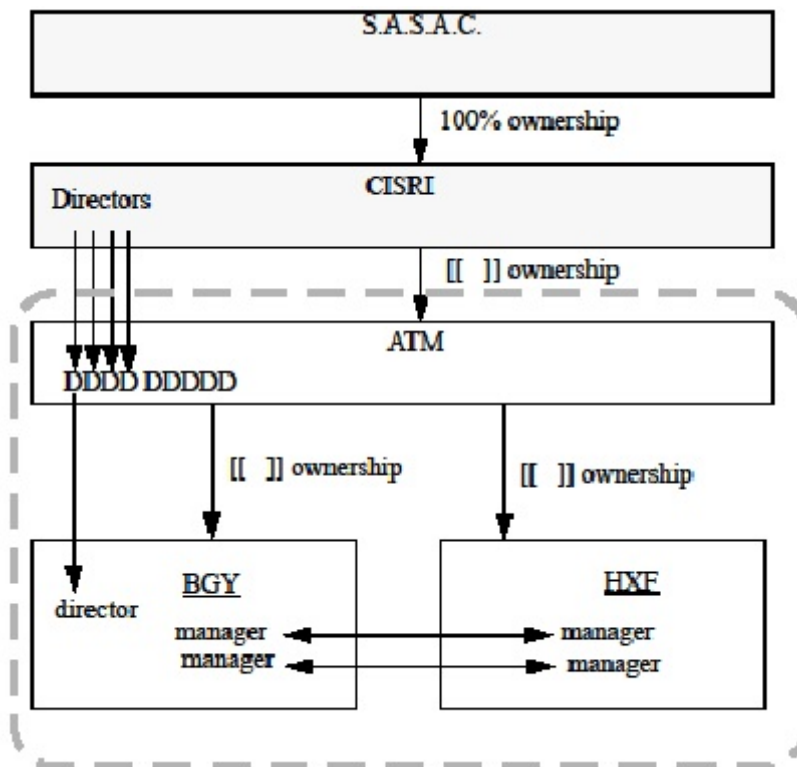 S.A.S.A.C.
100% ownership
CISRI
Directors
[[ ]] ownership
ATM
DDDD DDDDD
[[ ]] ownership
[[ ]] ownership
BGY
HXF
director
manager
manager
manager
manager